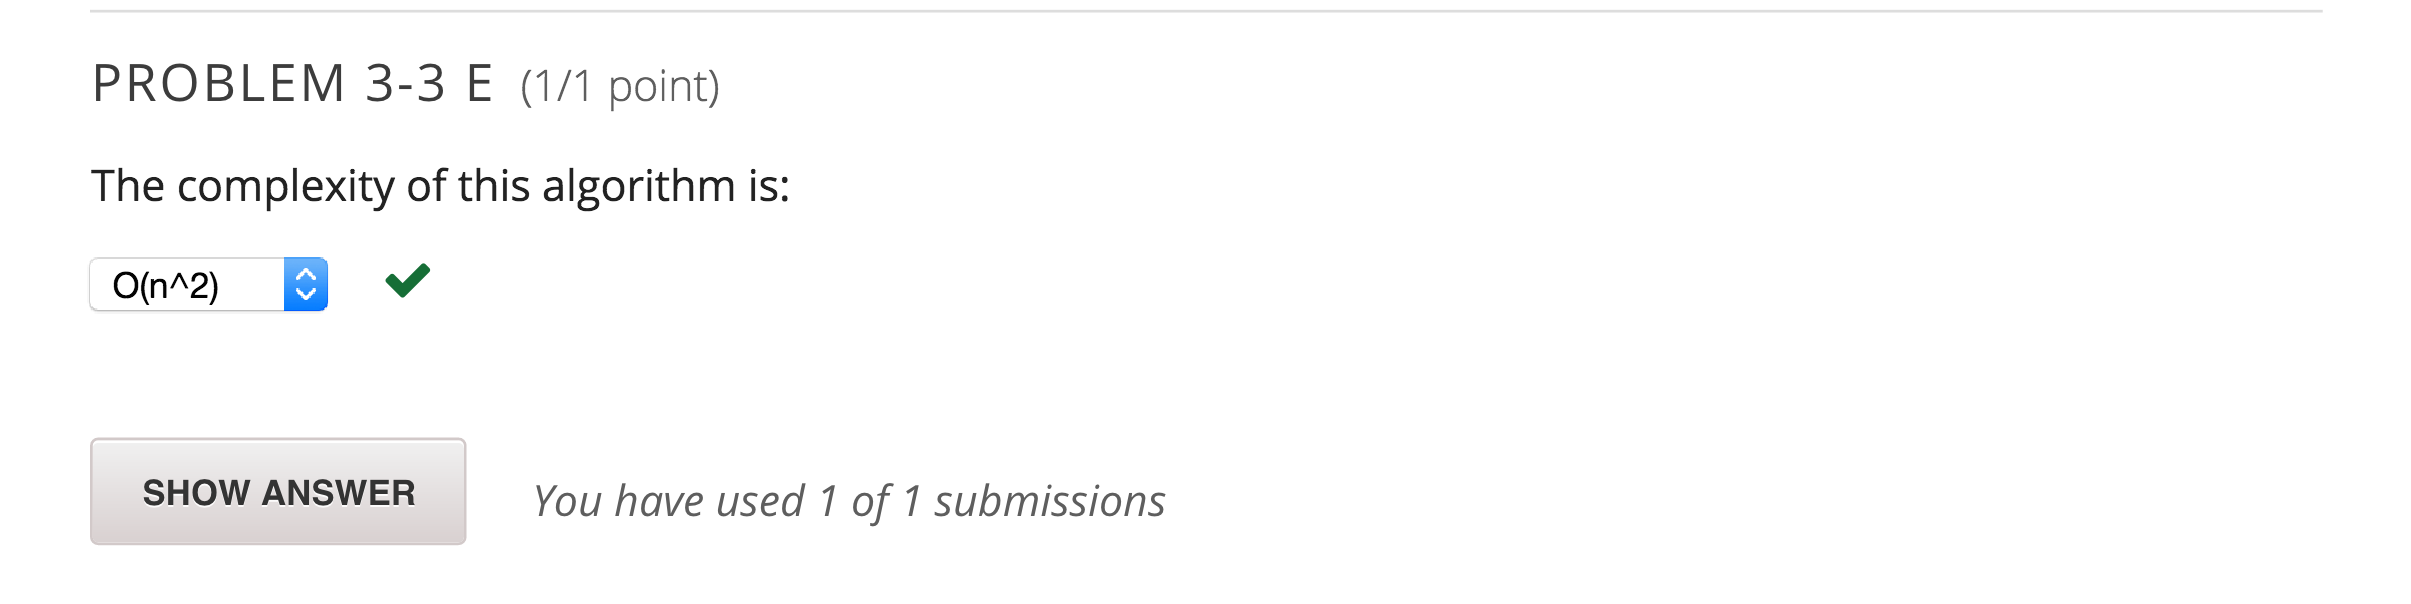 PROBLEM 3-3 E (1/1 point)
The complexity of this algorithm is:
O(n^2)
SHOW ANSWER
You have used 1 of 1 submissions